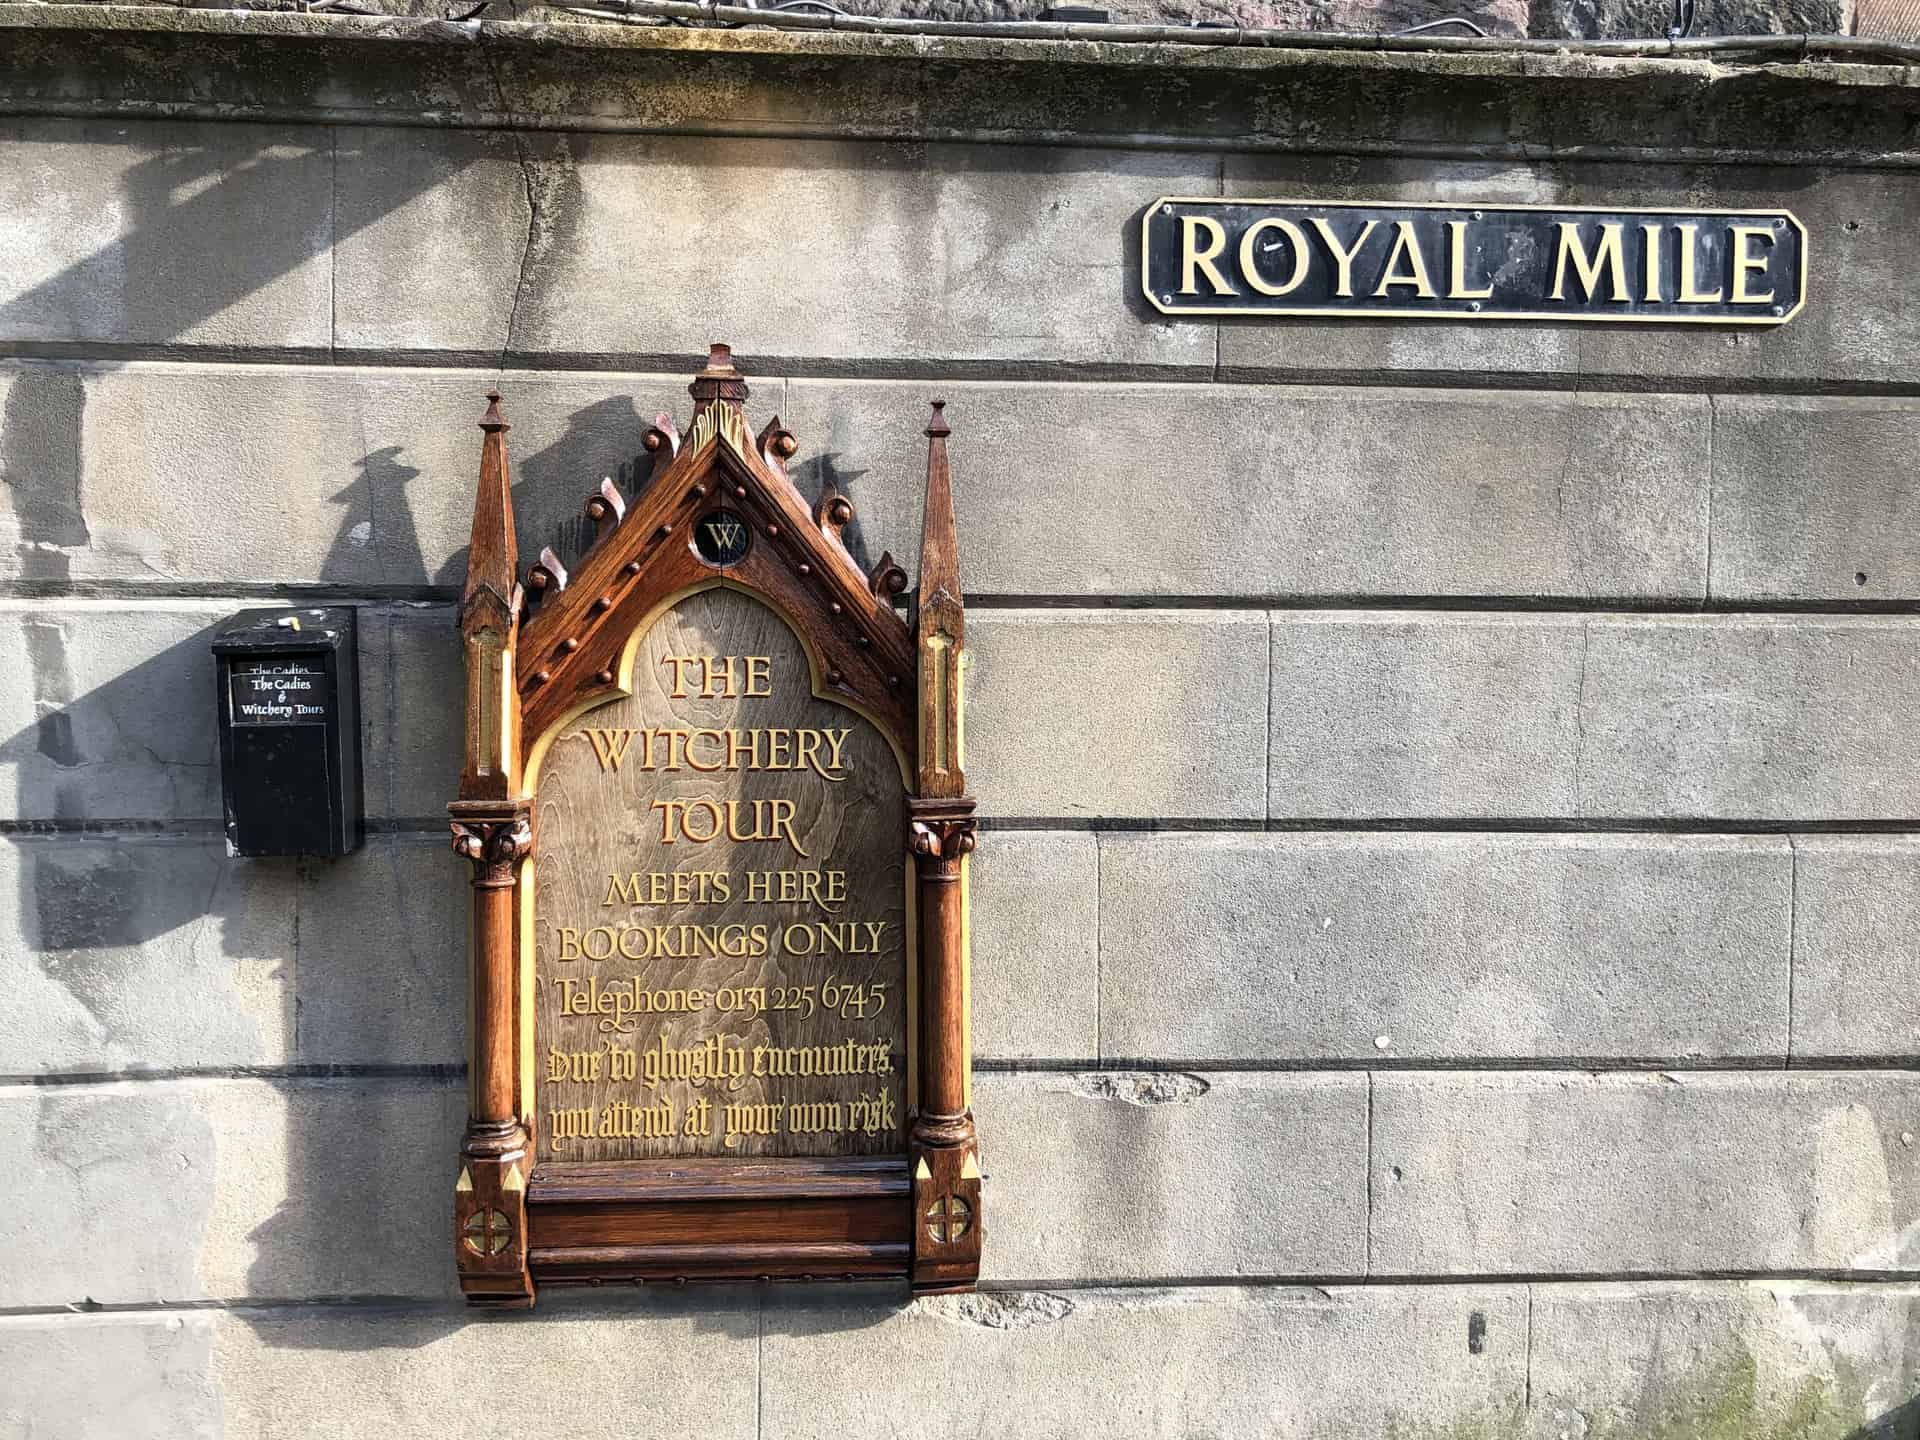 ROYAL MILE
W
THE
WITCHERY
TOUR
MEETS HERE
BOOKINGS ONLY
Telephone: 0131 225 6745
Due to ghostly encounters,
you attend at your own risk
The Cadies
The Cadies
&
Witchery Tours